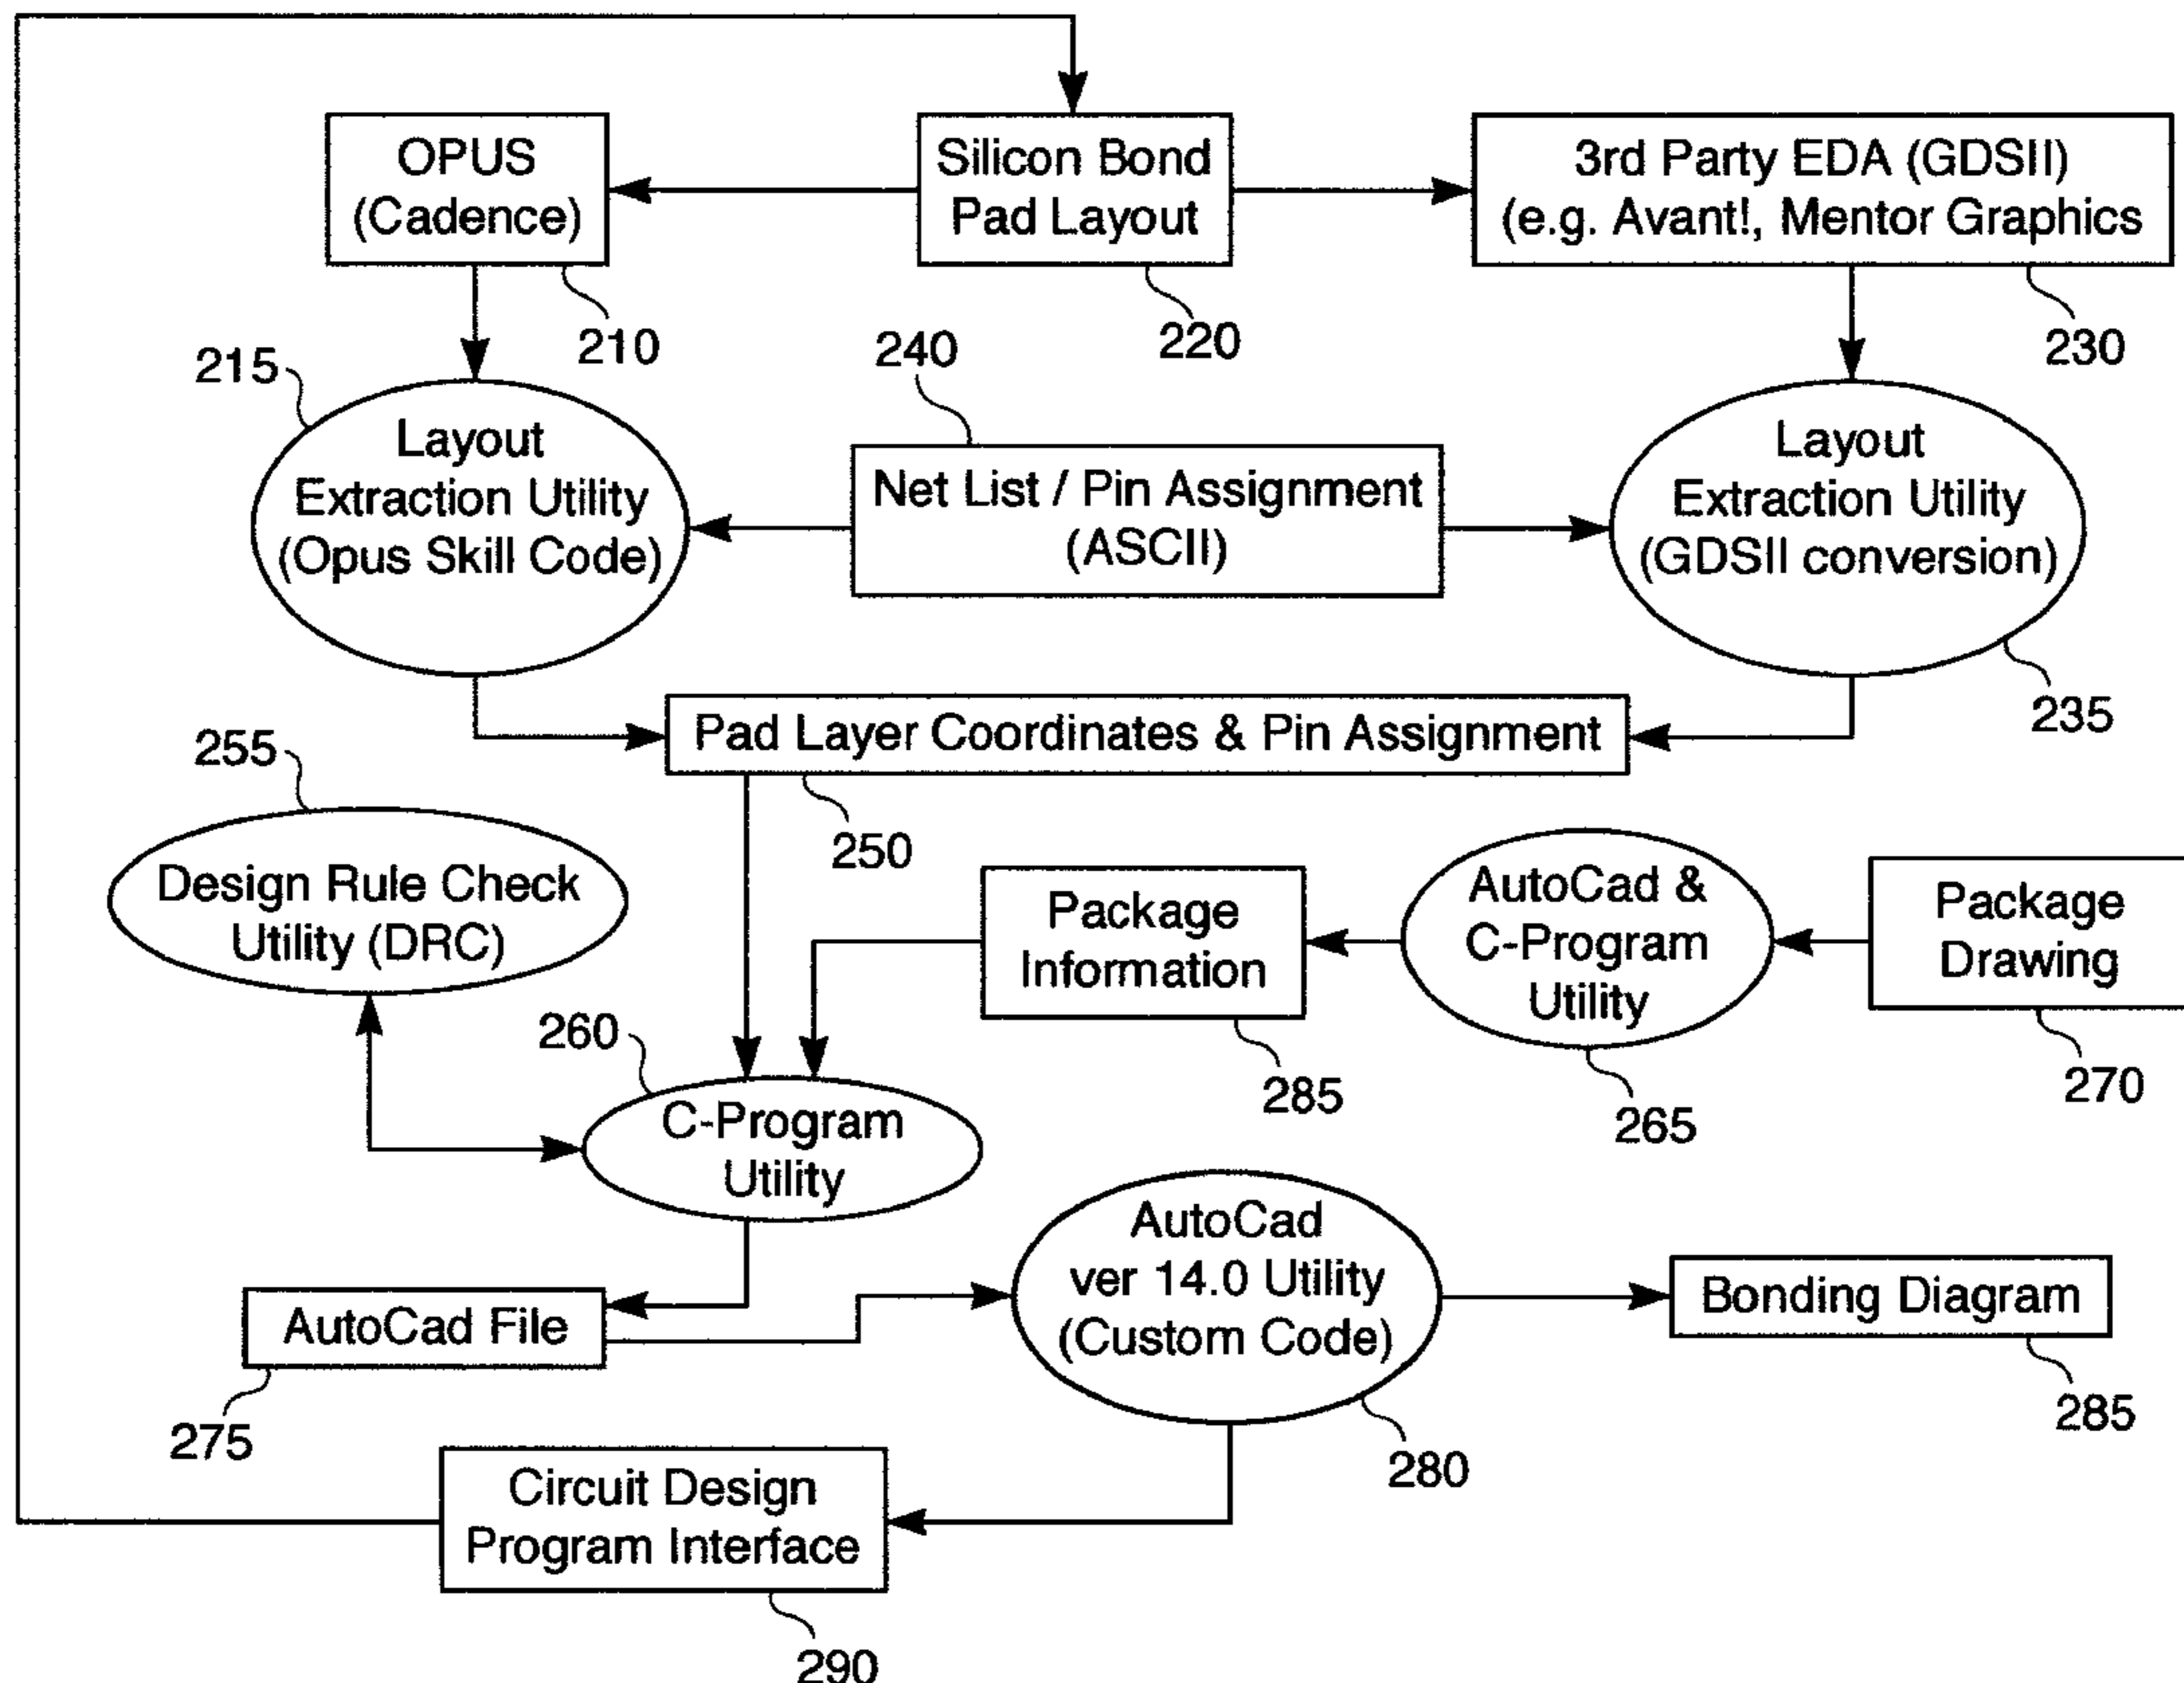 OPUS
(Cadence)
Silicon Bond
Pad Layout
3rd Party EDA (GDSII)
(e.g. Avant!, Mentor Graphics
210
220
230
215
240
Layout
Extraction Utility
(Opus Skill Code)
Net List / Pin Assignment
(ASCII)
Layout
Extraction Utility
(GDSII conversion)
235
Pad Layer Coordinates & Pin Assignment
255
250
Design Rule Check
Utility (DRC)
Package
Information
AutoCad &
C-Program
Utility
Package
Drawing
260
285
265
270
C-Program
Utility
AutoCad
ver 14.0 Utility
(Custom Code)
Bonding Diagram
AutoCad File
285
275
280
Circuit Design
Program Interface
290